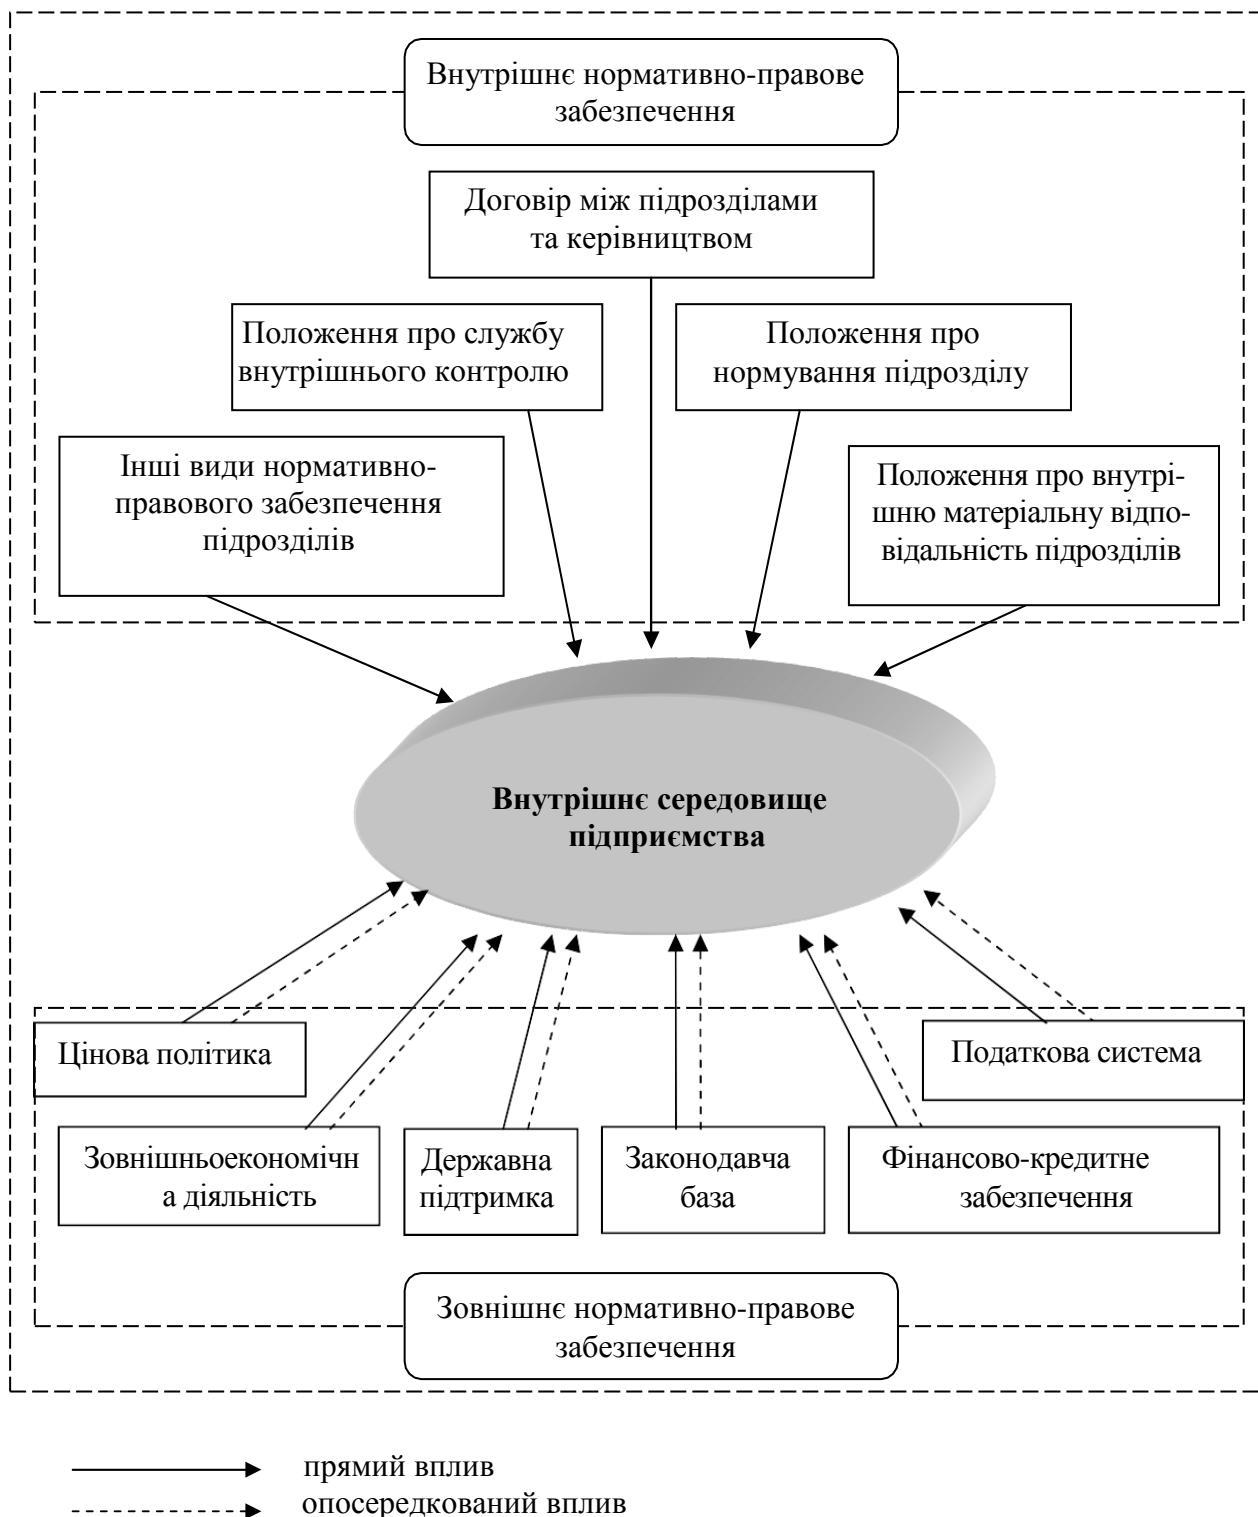 Внутрішнє нормативно-правове
забезпечення
Договір між підрозділами
та керівництвом
Положення про службу
внутрішнього контролю
Положення про
нормування підрозділу
Інші види нормативно-
правового забезпечення
підрозділів
Положення про внутрі-
шню матеріальну відпо-
відальність підрозділів
Внутрішнє середовище
підприємства
Цінова політика
Податкова система
Зовнішньоекономічн
а діяльність
Державна
підтримка
Законодавча
база
Фінансово-кредитне
забезпечення
Зовнішнє нормативно-правове
забезпечення
прямий вплив
опосередкований вплив